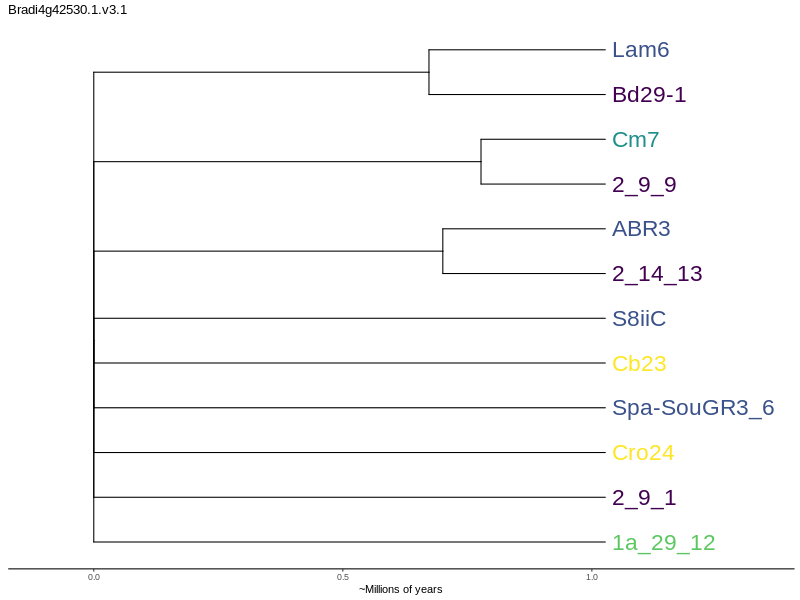 Bradi4g42530.1.v3.1
Lam6
Bd29-1
Cm7
2_9_9
ABR3
2_14_13
S8iiC
Cb23
Spa-SouGR3_6
Cro24
2_9_1
1a_29_12
0.0 0.5 1.0
~Millions of years